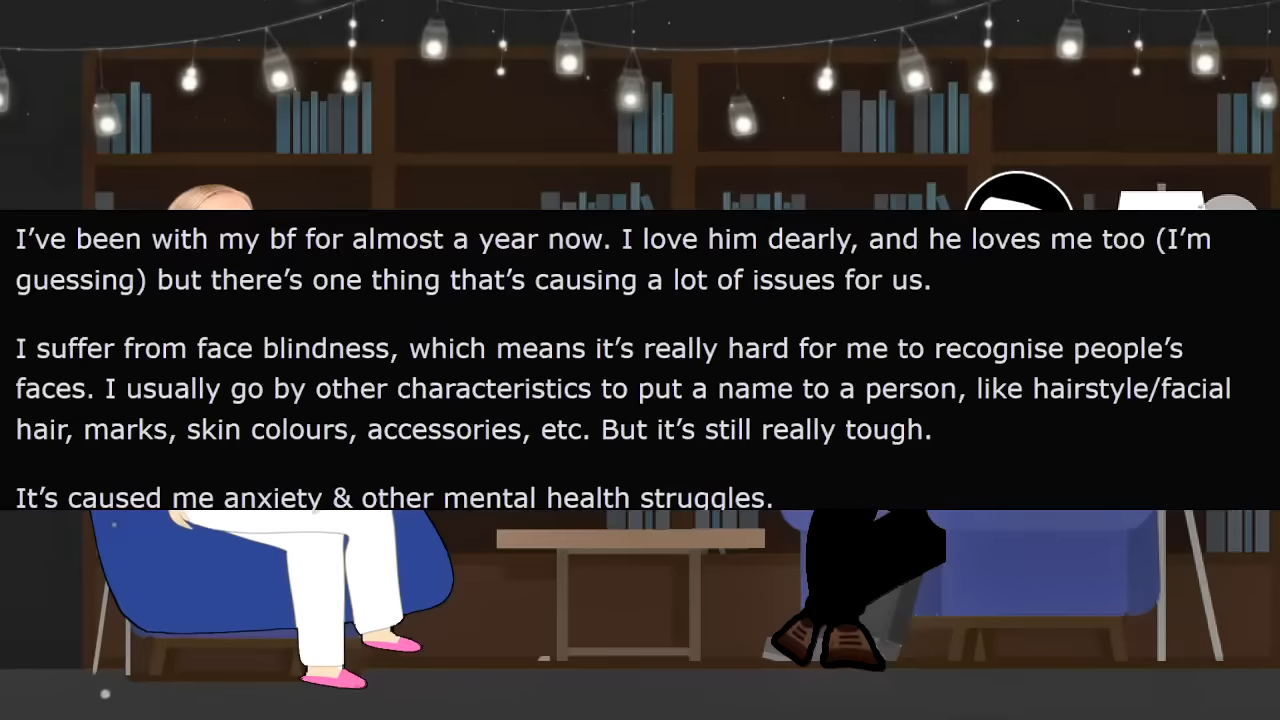 I’ve been with my bf for almost a year now. I love him dearly, and he loves me too (I’m
guessing) but there’s one thing that’s causing a lot of issues for us.
I suffer from face blindness, which means it’s really hard for me to recognise people’s
faces. I usually go by other characteristics to put a name to a person, like hairstyle/facial
hair, marks, skin colours, accessories, etc. But it’s still really tough.
It’s caused me anxiety & other mental health struggles.